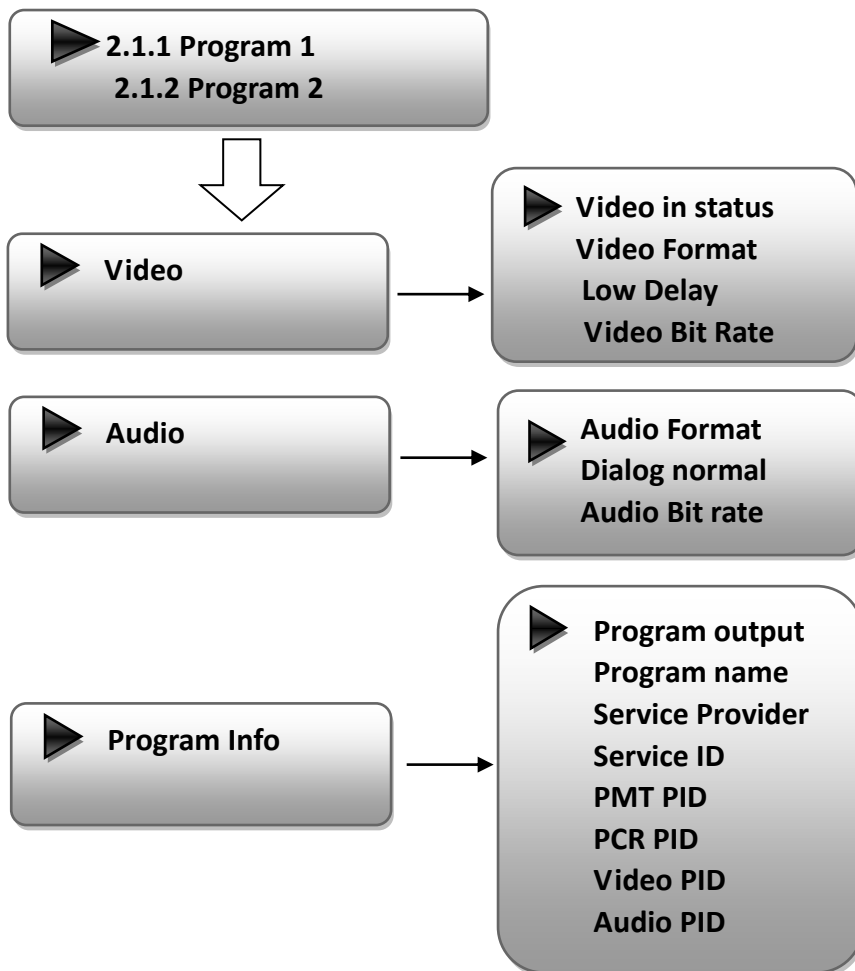 2.1.1 Program 1
2.1.2 Program 2
Video
Video in status
Video Format
Low Delay
Video Bit Rate
Audio
Audio Format
Dialog normal
Audio Bit rate
Program Info
Program output
Program name
Service Provider
Service ID
PMT PID
PCR PID
Video PID
Audio PID